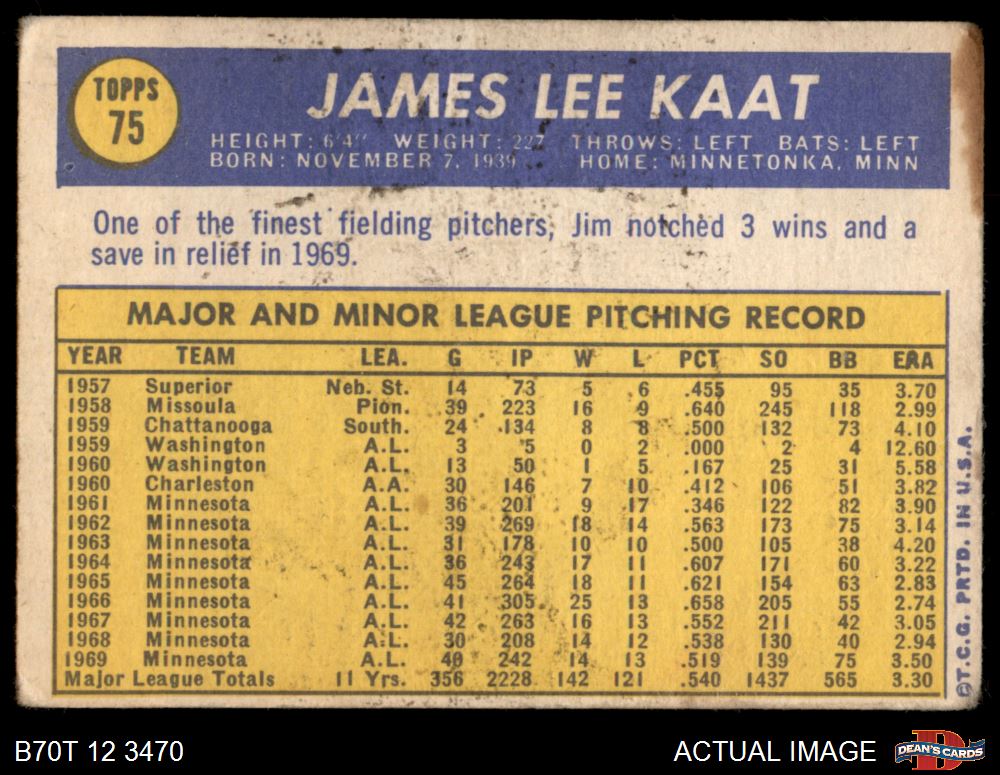 TOPPS
75
JAMES LEE KAAT
HEIGHT: 6'4" WEIGHT: 227 THROWS: LEFT BATS: LEFT
BORN: NOVEMBER 7, 1939 HOME: MINNETONKA, MINN
One of the finest fielding pitchers, Jim notched 3 wins and a
save in relief in 1969.
MAJOR AND MINOR LEAGUE PITCHING RECORD
YEAR TEAM LEA. G IP W L PCT SO BB ERA
1957 Superior Neb. St. 14 73 5 6 .455 95 35 3.70
1958 Missoula Pion. 39 223 16 9 .640 245 118 2.99
1959 Chattanooga South. 24 134 8 8 .500 132 73 4.10
1959 Washington A.L. 3 5 0 2 .000 2 4 12.60
1960 Washington A.L. 13 50 1 5 .167 25 31 5.58
1960 Charleston A.A. 30 146 7 10 .412 106 51 3.82
1961 Minnesota A.L. 36 201 9 17 .346 122 82 3.90
1962 Minnesota A.L. 39 269 18 14 .563 173 75 3.14
1963 Minnesota A.L. 31 178 10 10 .500 105 38 4.20
1964 Minnesota A.L. 36 243 17 11 .607 171 60 3.22
1965 Minnesota A.L. 45 264 18 11 .621 154 63 2.83
1966 Minnesota A.L. 41 305 25 13 .658 205 55 2.74
1967 Minnesota A.L. 42 263 16 13 .552 211 42 3.05
1968 Minnesota A.L. 30 208 14 12 .538 130 40 2.94
1969 Minnesota A.L. 40 242 14 13 .519 139 75 3.50
Major League Totals 11 Yrs. 356 2228 142 121 .540 1437 565 3.30
©T.C.G. PRTD. IN U.S.A.
B70T 12 3470
ACTUAL IMAGE
DEAN'S CARDS